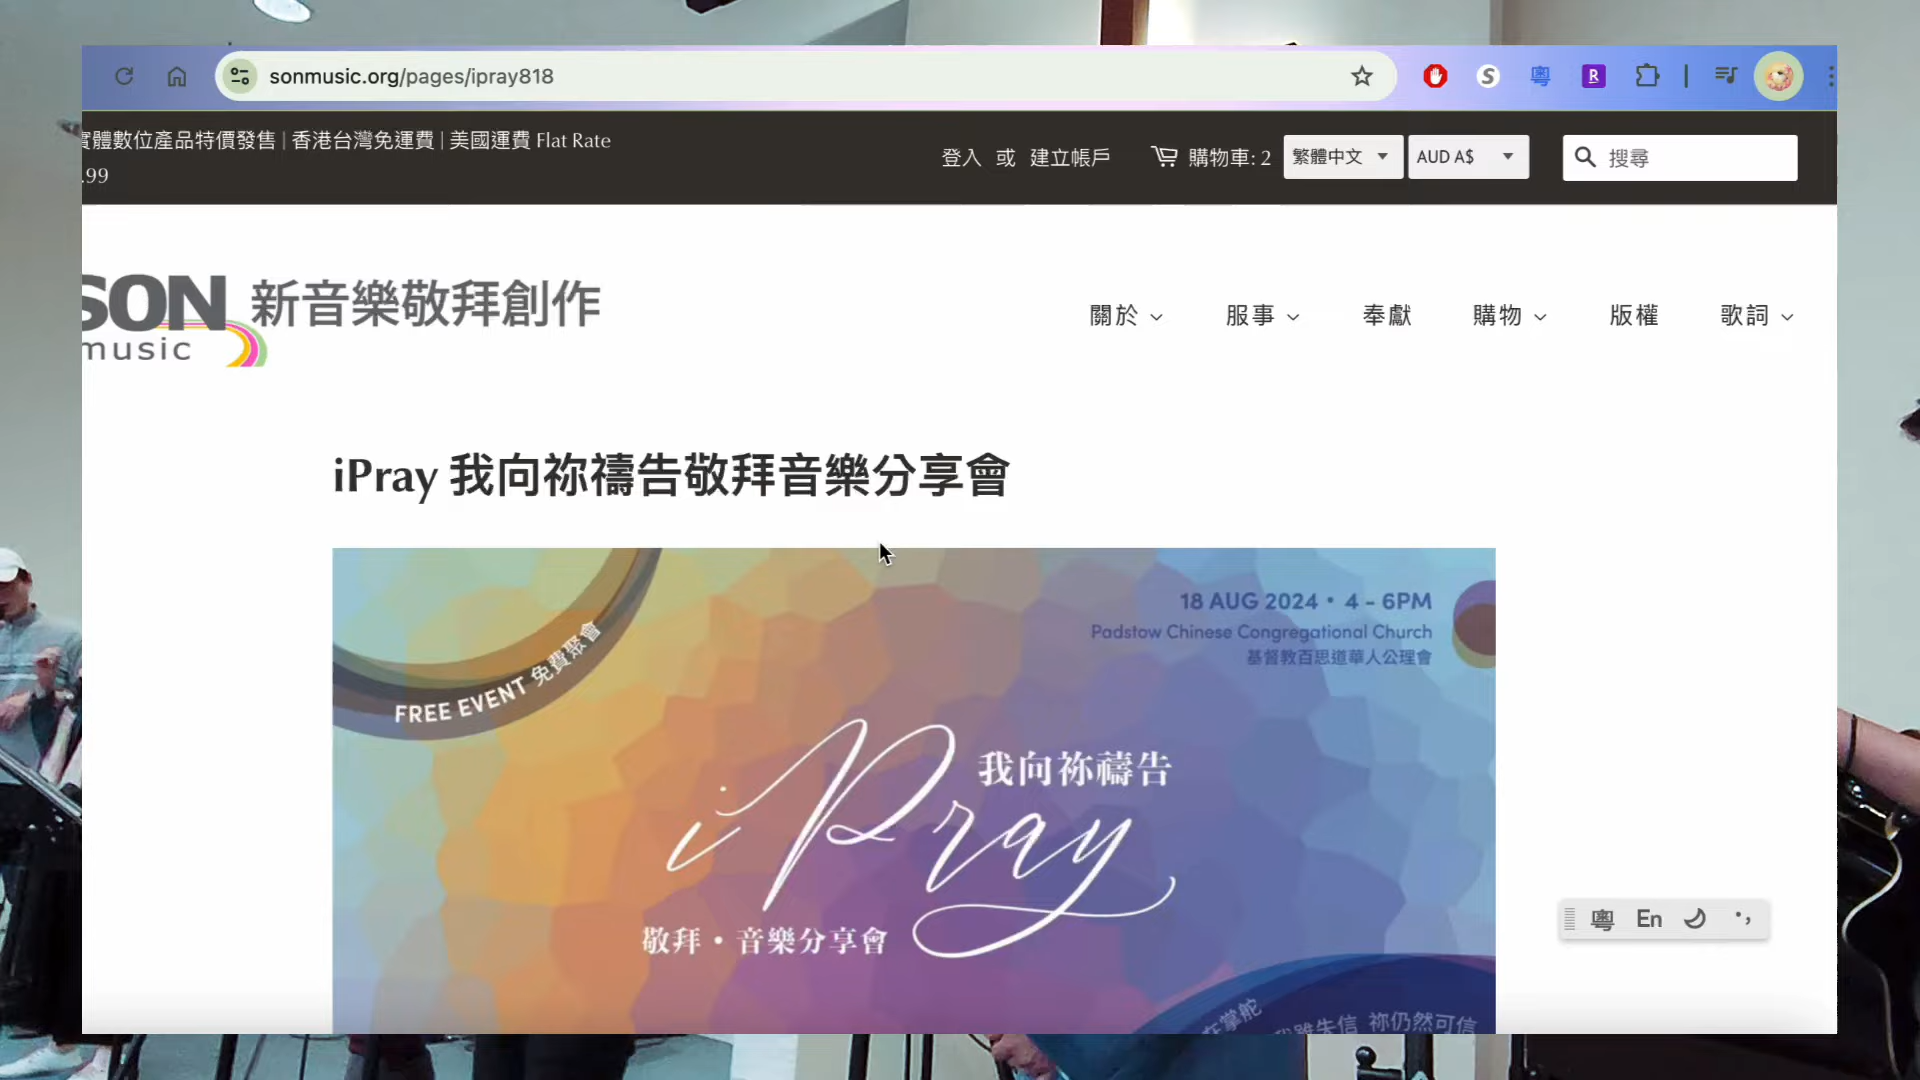 sonmusic.org/pages/ipray818
體數位產品特價發售 | 香港台灣免運費 | 美國運費 Flat Rate
.99
登入 或 建立帳戶
購物車: 2
繁體中文
AUD A$
搜尋
SON
music
新音樂敬拜創作
關於
服事
奉獻
購物
版權
歌詞
iPray 我向祢禱告敬拜音樂分享會
18 AUG 2024 • 4 - 6PM
Padstow Chinese Congregational Church
基督教百思道華人公理會
FREE EVENT 免費聚會
我向祢禱告
iPray
敬拜・音樂分享會
在掌舵
失信 祢仍然可信
粵 En